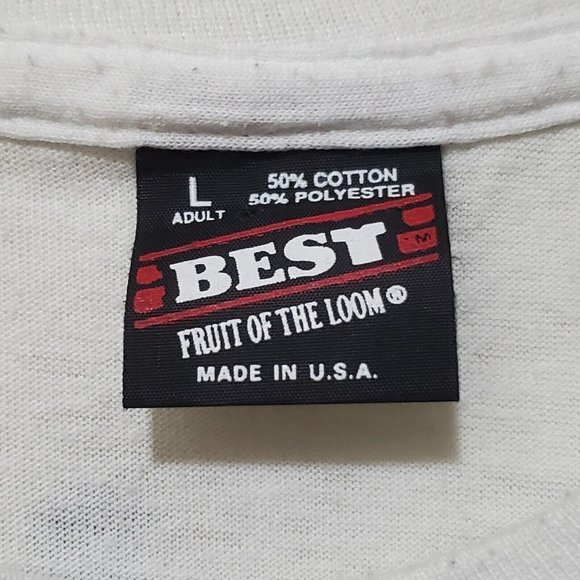 L
ADULT
50% COTTON
50% POLYESTER
BEST
FRUIT OF THE LOOM®
MADE IN U.S.A.